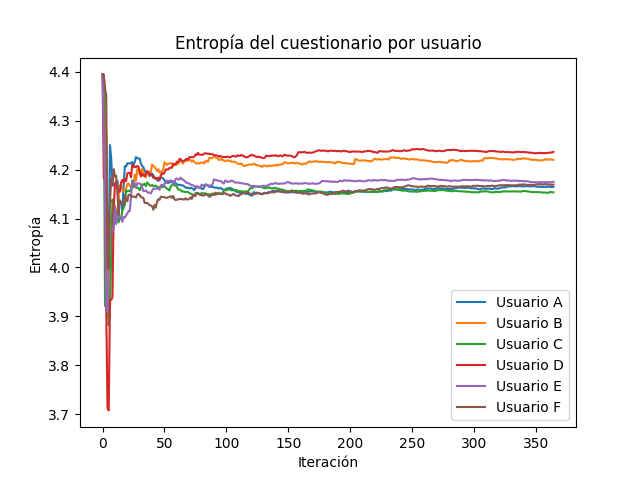 Entropía del cuestionario por usuario
Entropía
4.4
4.3
4.2
4.1
4.0
3.9
3.8
3.7
0 50 100 150 200 250 300 350
Iteración
Usuario A
Usuario B
Usuario C
Usuario D
Usuario E
Usuario F